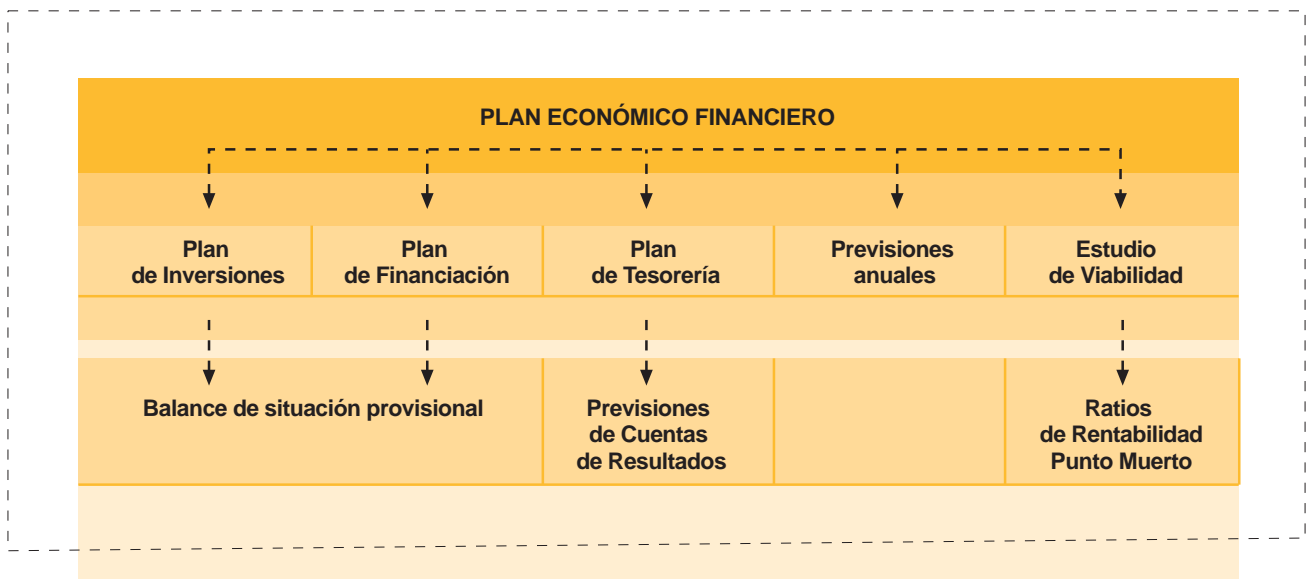 PLAN ECONÓMICO FINANCIERO
Plan
de Inversiones
Plan
de Financiación
Plan
de Tesorería
Previsiones
anuales
Estudio
de Viabilidad
Balance de situación provisional
Previsiones
de Cuentas
de Resultados
Ratios
de Rentabilidad
Punto Muerto